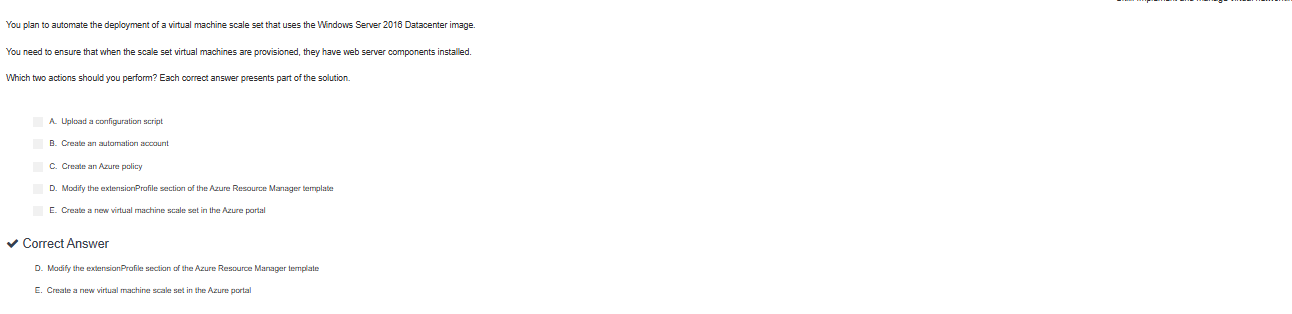 You plan to automate the deployment of a virtual machine scale set that uses the Windows Server 2016 Datacenter image.
You need to ensure that when the scale set virtual machines are provisioned, they have web server components installed.
Which two actions should you perform? Each correct answer presents part of the solution.
A. Upload a configuration script
B. Create an automation account
C. Create an Azure policy
D. Modify the extensionProfile section of the Azure Resource Manager template
E. Create a new virtual machine scale set in the Azure portal
Correct Answer
D. Modify the extensionProfile section of the Azure Resource Manager template
E. Create a new virtual machine scale set in the Azure portal